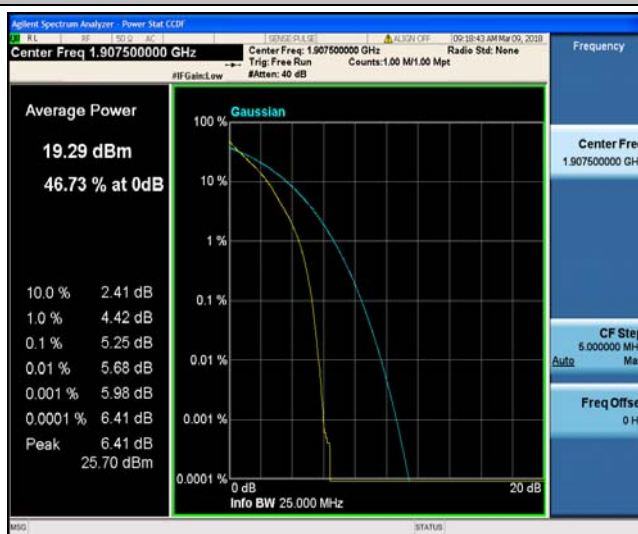 Agilent Spectrum Analyzer - Power Stat CCDF
RL RF 50 Ω AC SENSE:PULSE ALIGN OFF 09:18:43 AM Mar 09, 2018
Center Freq 1.907500000 GHz
Center Freq: 1.907500000 GHz Radio Std: None
Trig: Free Run Counts:1.00 M/1.00 Mpt
#IFGain:Low #Atten: 40 dB
Frequency
Average Power
19.29 dBm
46.73 % at 0dB
10.0 % 2.41 dB
1.0 % 4.42 dB
0.1 % 5.25 dB
0.01 % 5.68 dB
0.001 % 5.98 dB
0.0001 % 6.41 dB
Peak 6.41 dB
25.70 dBm
Gaussian
100 %
10 %
1 %
0.1 %
0.01 %
0.001 %
0.0001 %
0 dB 20 dB
Info BW 25.000 MHz
Center Fre
1.907500000 GH
CF Step
5.000000 MH
Auto Ma
Freq Offse
0 H
MSG STATUS